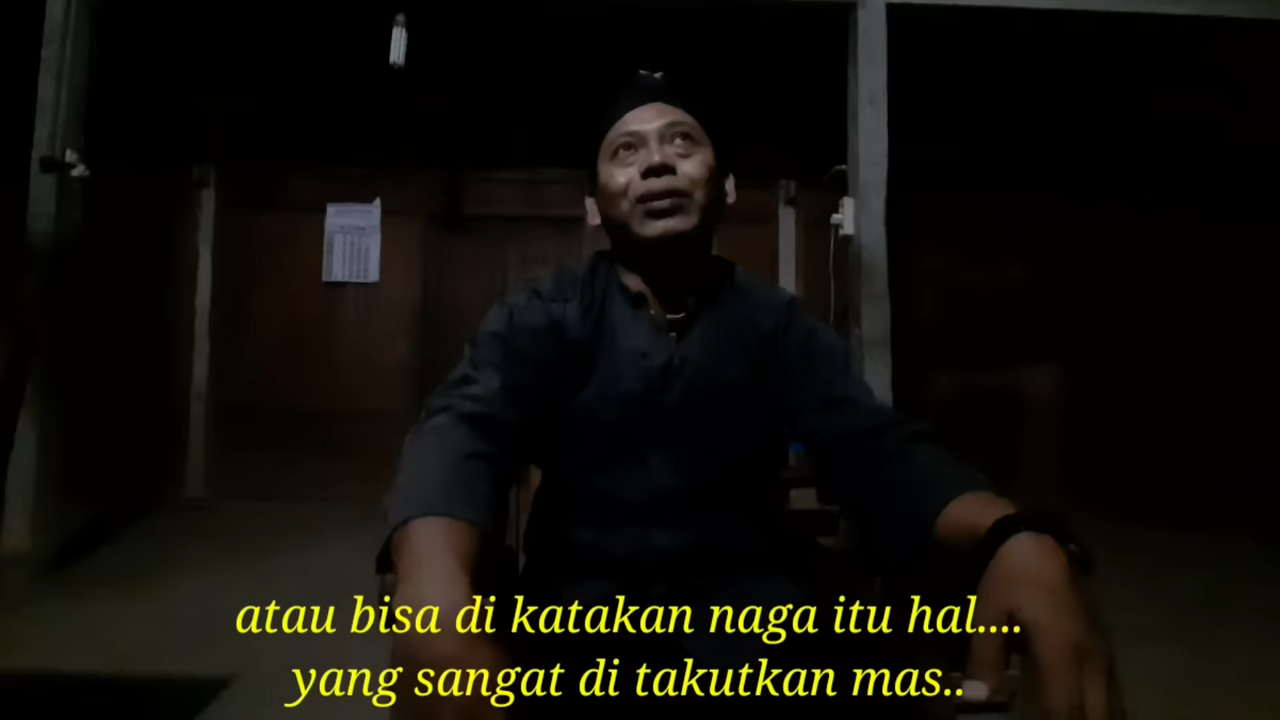 atau bisa di katakan naga itu hal....
yang sangat di takutkan mas..